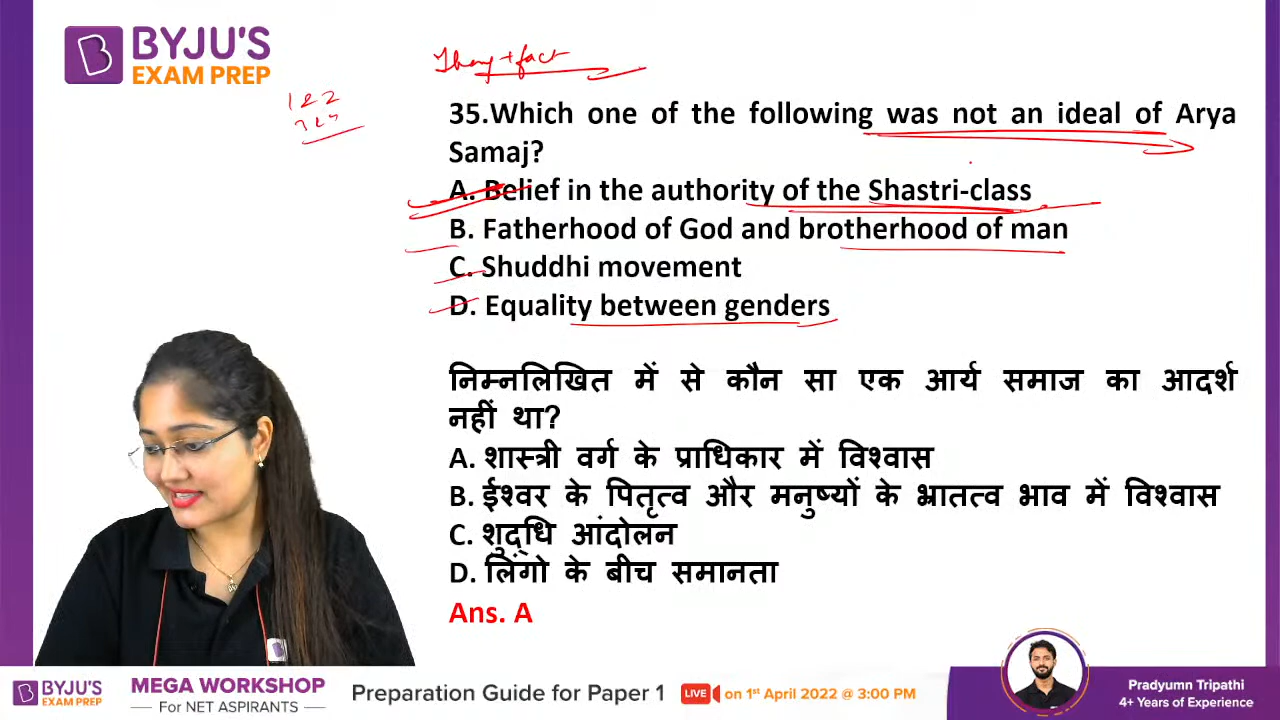 BYJU'S
EXAM PREP
Theory + fact
1 & 2
35.Which one of the following was not an ideal of Arya
Samaj?
A. Belief in the authority of the Shastri-class
B. Fatherhood of God and brotherhood of man
C. Shuddhi movement
D. Equality between genders
निम्नलिखित में से कौन सा एक आर्य समाज का आदर्श
नहीं था?
A. शास्त्री वर्ग के प्राधिकार में विश्वास
B. ईश्वर के पितृत्व और मनुष्यों के भ्रातत्व भाव में विश्वास
C. शुद्धि आंदोलन
D. लिंगो के बीच समानता
Ans. A
BYJU'S
EXAM PREP
MEGA WORKSHOP
For NET ASPIRANTS
Preparation Guide for Paper 1
LIVE on 1st April 2022 @ 3:00 PM
Pradyumn Tripathi
4+ Years of Experience